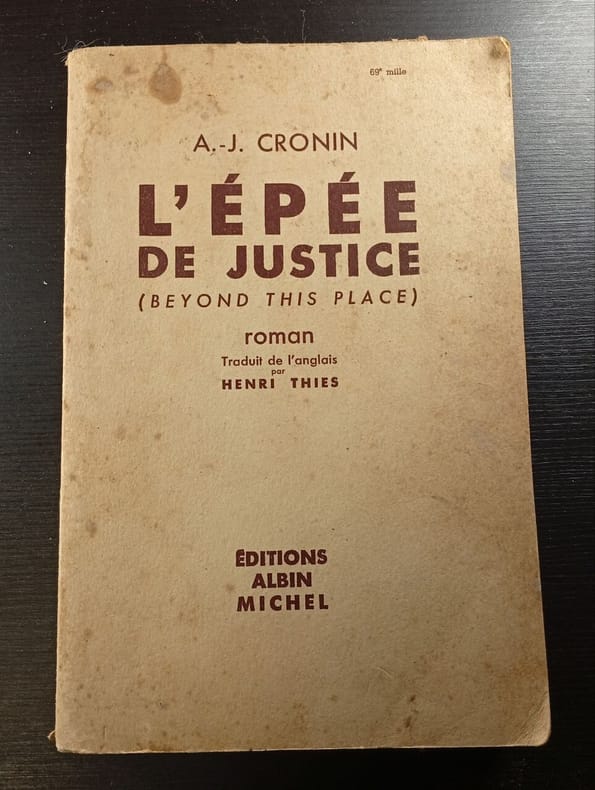 69e mille
A.-J. CRONIN
L'ÉPÉE
DE JUSTICE
(BEYOND THIS PLACE)
roman
Traduit de l'anglais
par
HENRI THIES
ÉDITIONS
ALBIN
MICHEL